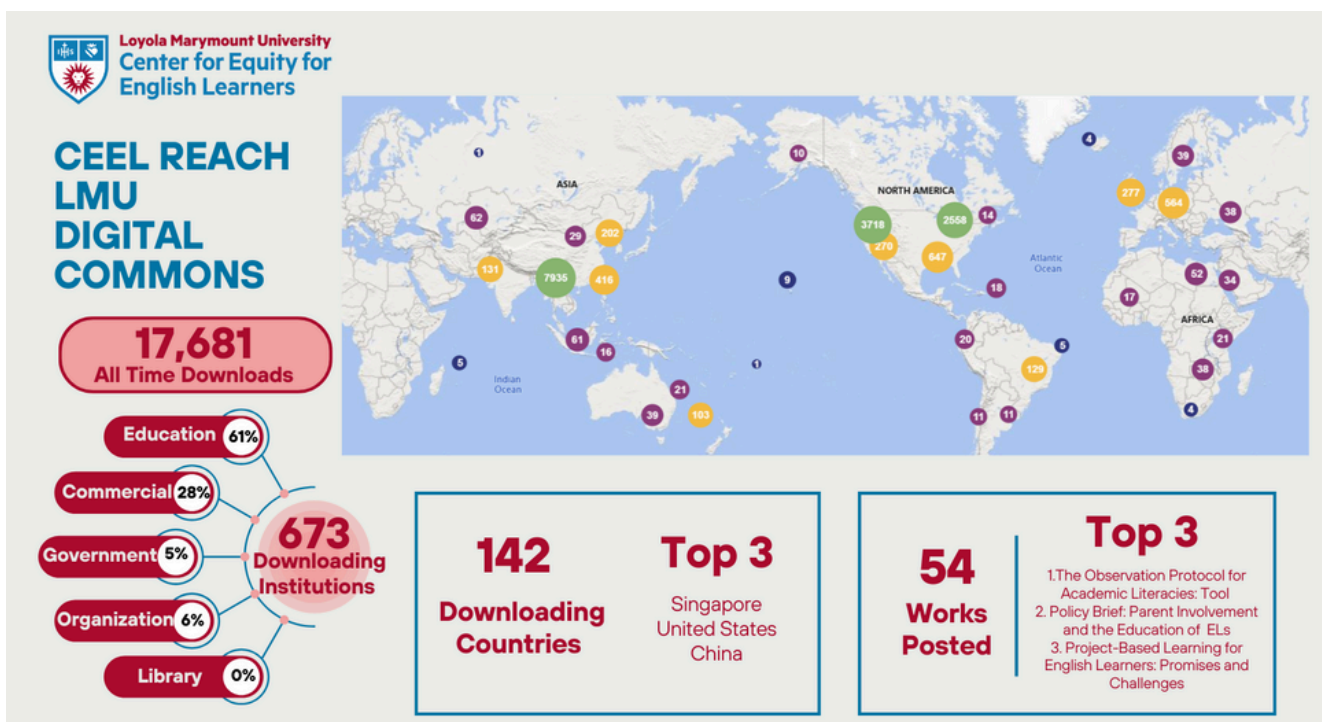 Loyola Marymount University
Center for Equity for
English Learners
CEEL REACH
LMU
DIGITAL
COMMONS
17,681
All Time Downloads
Education 61%
Commercial 28%
Government 5%
Organization 6%
Library 0%
673
Downloading
Institutions
ASIA
NORTH AMERICA
AFRICA
Indian
Ocean
Atlantic
Ocean
1
62
29
202
131
7935
416
61
16
5
21
39
103
10
9
1
3718
270
2558
14
647
18
20
5
129
11
11
4
277
564
39
38
52
34
17
21
38
4
142
Downloading
Countries
Top 3
Singapore
United States
China
54
Works
Posted
Top 3
1.The Observation Protocol for
Academic Literacies: Tool
2. Policy Brief: Parent Involvement
and the Education of ELs
3. Project-Based Learning for
English Learners: Promises and
Challenges